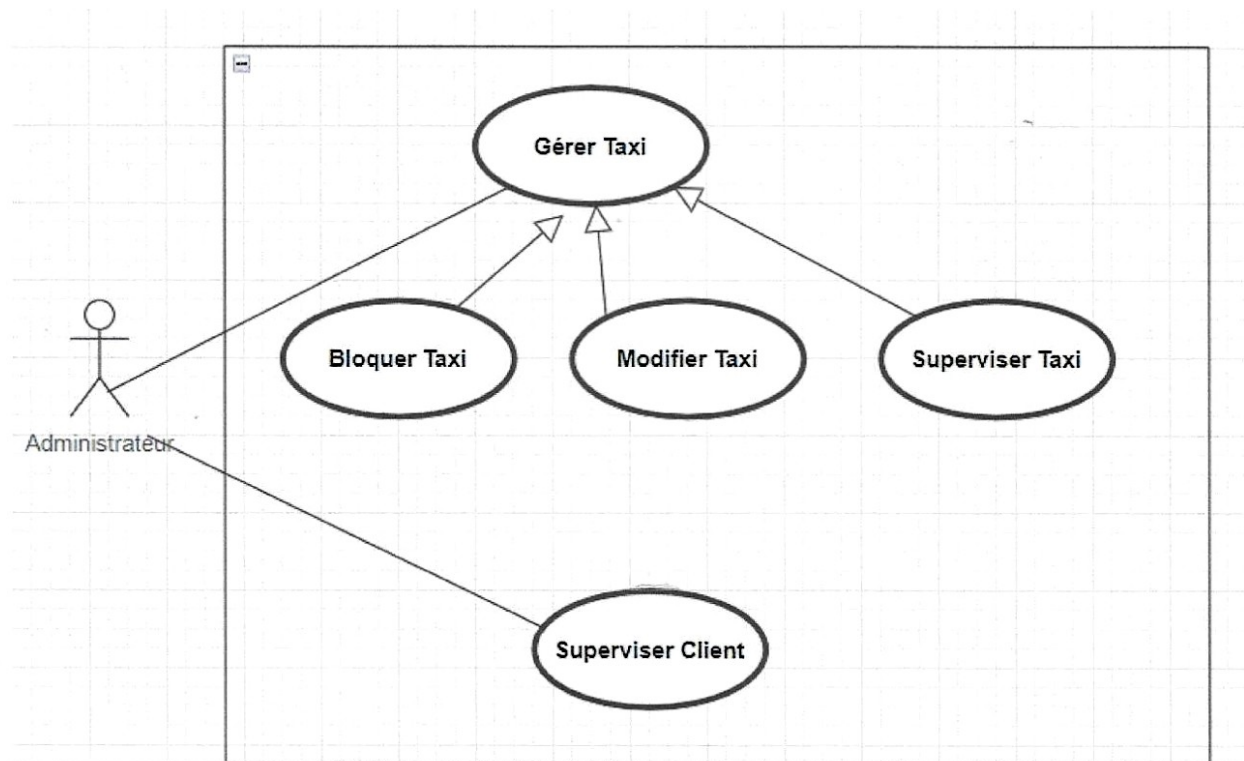 Gérer Taxi
Bloquer Taxi
Modifier Taxi
Superviser Taxi
Administrateur
Superviser Client